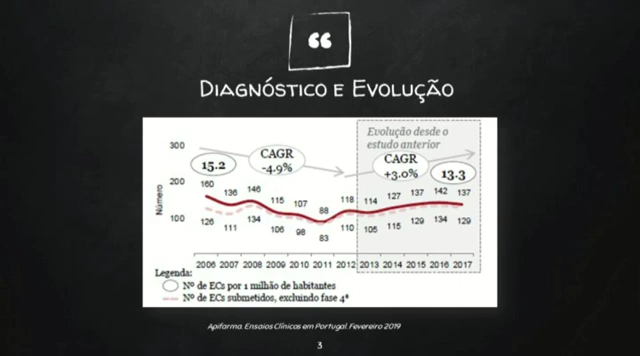 “
DIAGNÓSTICO E EVOLUÇÃO
Evolução desde o
estudo anterior
300
200
100
Número
15.2
CAGR
-4.9%
CAGR
+3.0%
13.3
160 136 146 115 107 88 118 114 127 137 142 137
126 111 134 106 98 83 110 105 115 129 134 129
2006 2007 2008 2009 2010 2011 2012 2013 2014 2015 2016 2017
Legenda:
Nº de ECs por 1 milhão de habitantes
Nº de ECs submetidos, excluindo fase 4ª
Apifarma. Ensaios Clínicos em Portugal. Fevereiro 2019
3